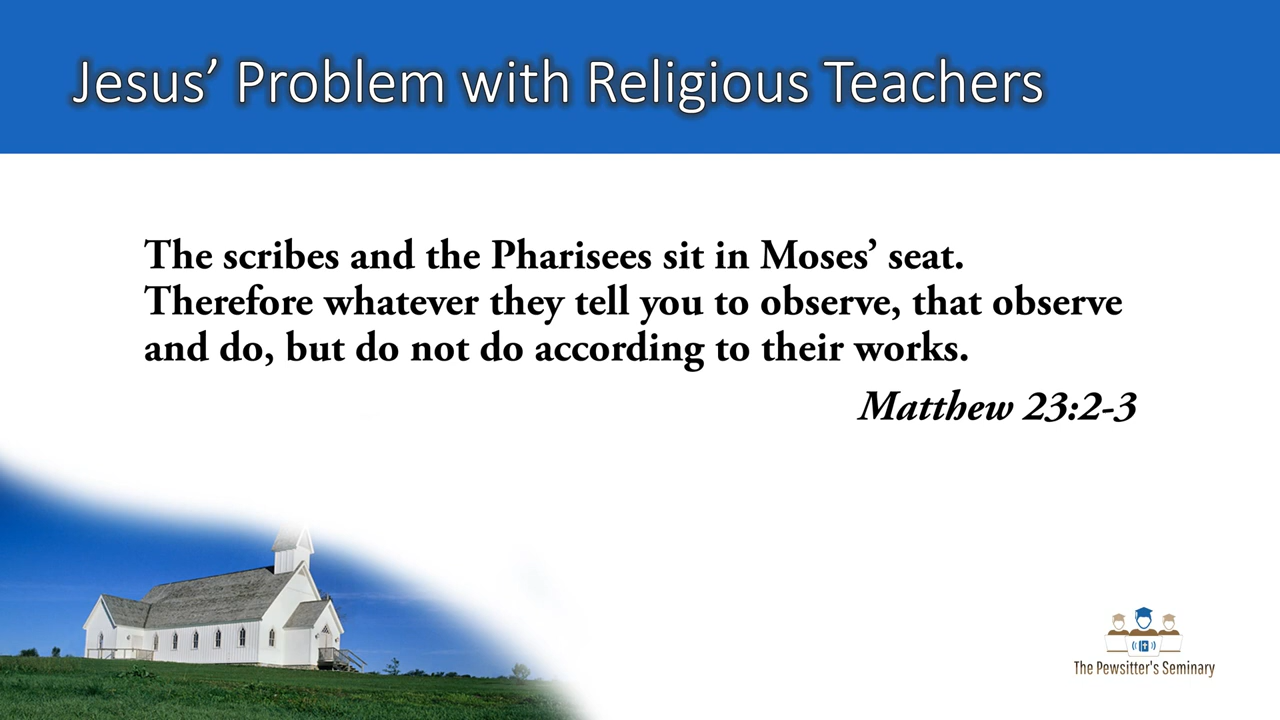 Jesus’ Problem with Religious Teachers
The scribes and the Pharisees sit in Moses’ seat.
Therefore whatever they tell you to observe, that observe
and do, but do not do according to their works.
Matthew 23:2-3
The Pewsitter's Seminary